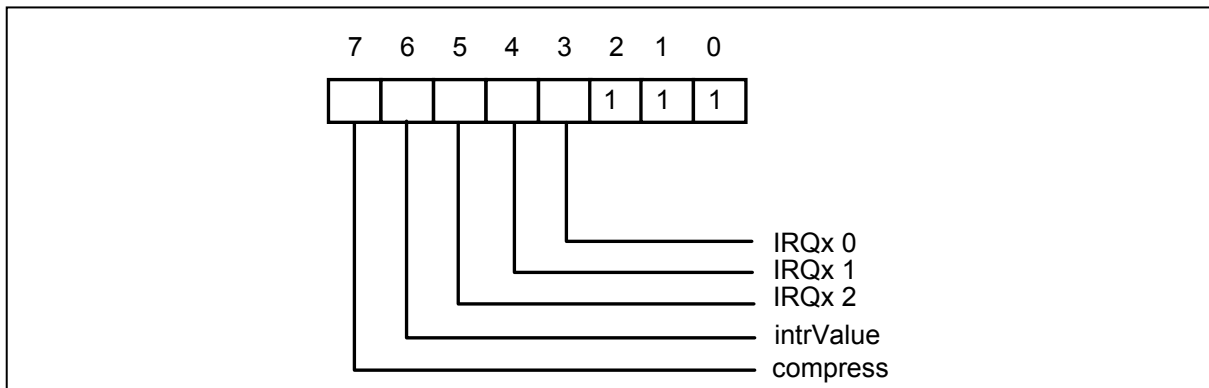 7 6 5 4 3 2 1 0
1 1 1
IRQx 0
IRQx 1
IRQx 2
intrValue
compress